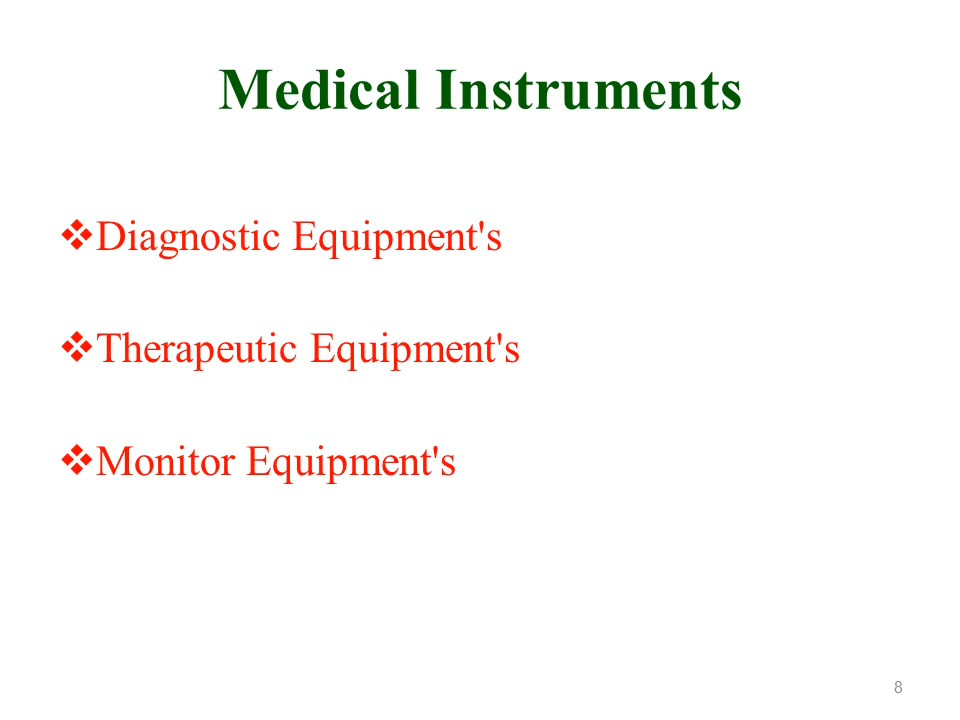 Medical Instruments
❖Diagnostic Equipment's
❖Therapeutic Equipment's
❖Monitor Equipment's
8